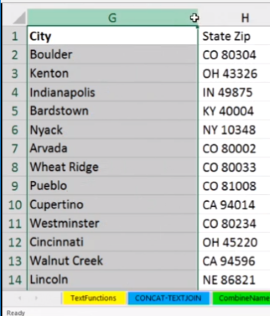 G H
1 City State Zip
2 Boulder CO 80304
3 Kenton OH 43326
4 Indianapolis IN 49875
5 Bardstown KY 40004
6 Nyack NY 10348
7 Arvada CO 80002
8 Wheat Ridge CO 80033
9 Pueblo CO 81008
10 Cupertino CA 94014
11 Westminster CO 80234
12 Cincinnati OH 45220
13 Walnut Creek CA 94596
14 Lincoln NE 86821
TextFunctions CONCAT-TEXTJOIN CombineName
Ready